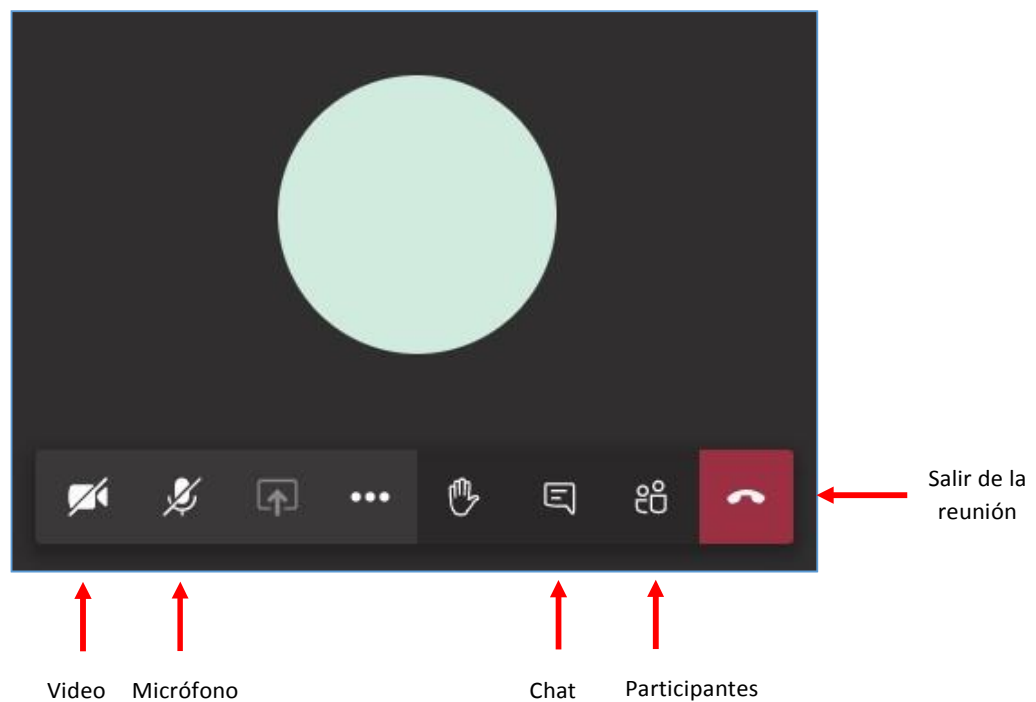 Salir de la
reunión
Video
Micrófono
Chat
Participantes